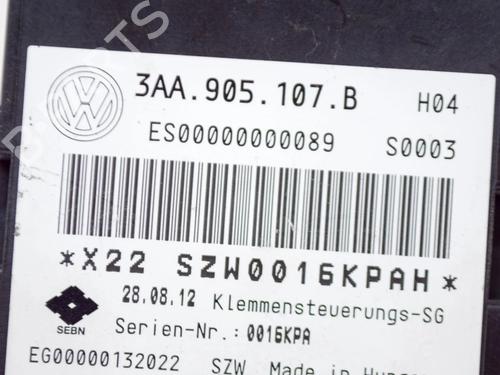 3AA.905.107.B H04
ES00000000089 S0003
*X22 SZW0016KPAH*
28.08.12 Klemmensteuerungs-SG
SEBN
Serien-Nr.: 0016KPA
EG00000132022 SZW Made in